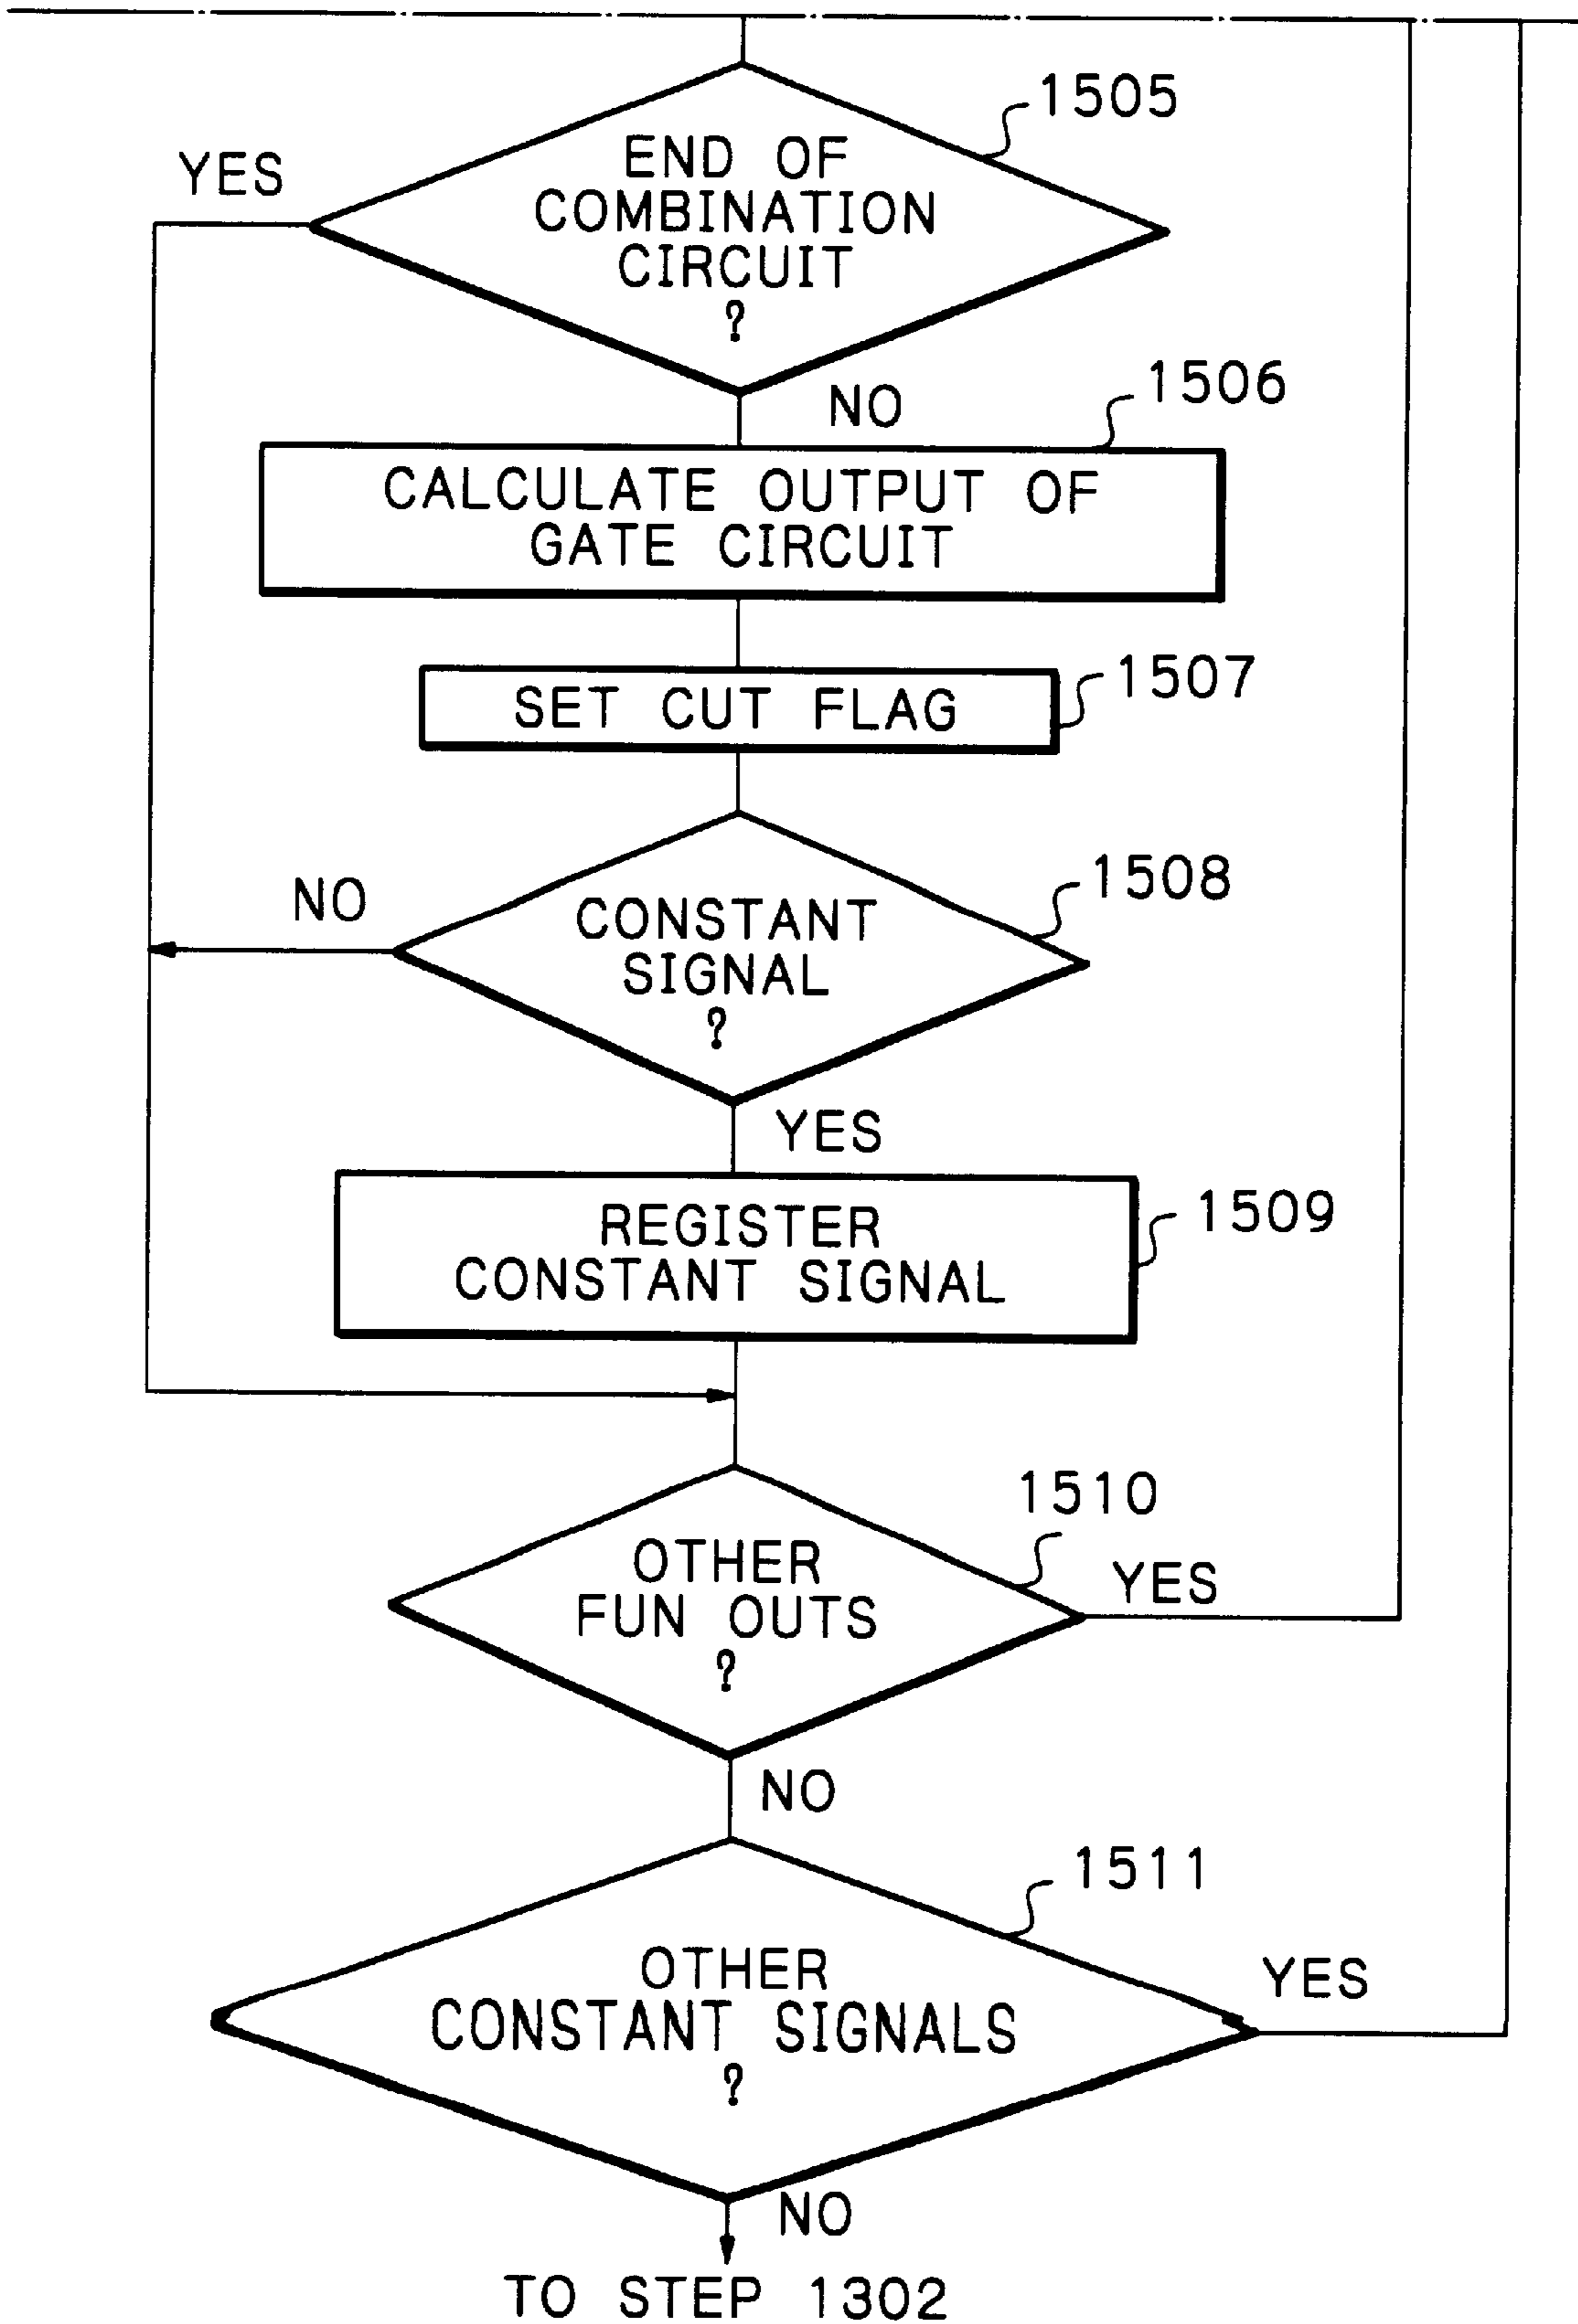 1505
YES
END OF
COMBINATION
CIRCUIT
?
NO
1506
CALCULATE OUTPUT OF
GATE CIRCUIT
1507
SET CUT FLAG
1508
NO
CONSTANT
SIGNAL
?
YES
1509
REGISTER
CONSTANT SIGNAL
1510
OTHER
FUN OUTS
?
YES
NO
1511
OTHER
CONSTANT SIGNALS
?
YES
NO
TO STEP 1302